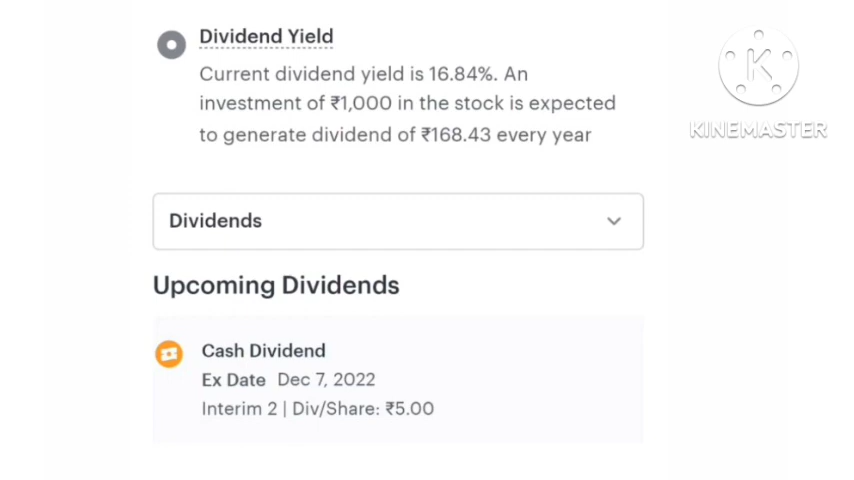 Dividend Yield
Current dividend yield is 16.84%. An
investment of ₹1,000 in the stock is expected
to generate dividend of ₹168.43 every year
K
KINEMASTER
Dividends
Upcoming Dividends
Cash Dividend
Ex Date Dec 7, 2022
Interim 2 | Div/Share: ₹5.00